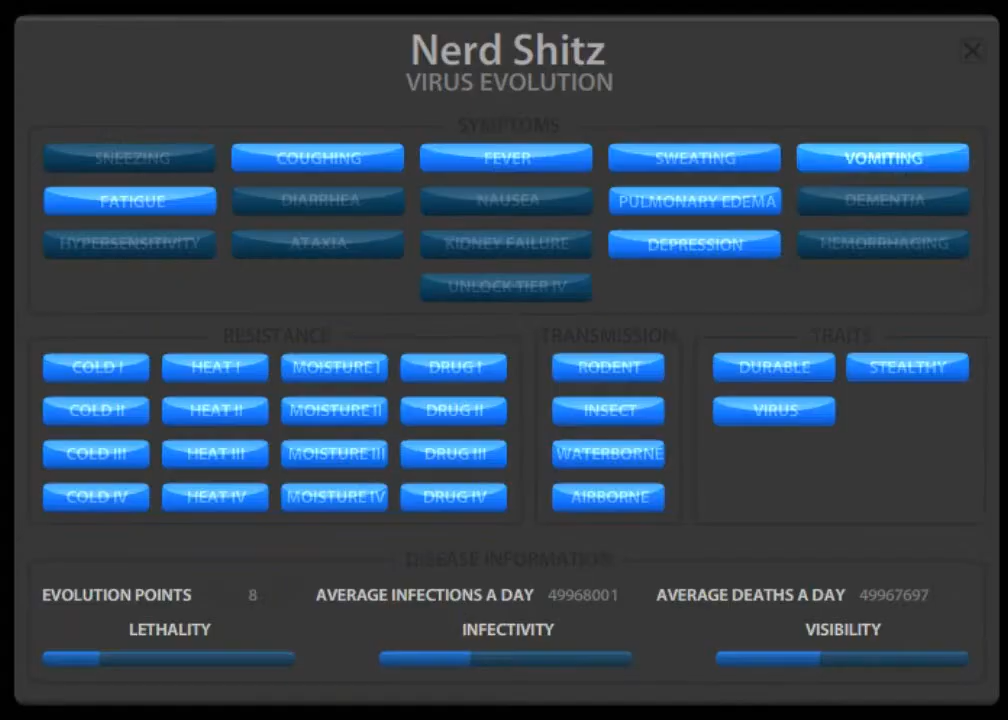 Nerd Shitz
VIRUS EVOLUTION
SYMPTOMS
SNEEZING COUGHING FEVER SWEATING VOMITING
FATIGUE DIARRHEA NAUSEA PULMONARY EDEMA DEMENTIA
HYPERSENSITIVITY ATAXIA KIDNEY FAILURE DEPRESSION HEMORRHAGING
UNLOCK TIER IV
RESISTANCE TRANSMISSION TRAITS
COLD I HEAT I MOISTURE I DRUG I RODENT DURABLE STEALTHY
COLD II HEAT II MOISTURE II DRUG II INSECT VIRUS
COLD III HEAT III MOISTURE III DRUG III WATERBORNE
COLD IV HEAT IV MOISTURE IV DRUG IV AIRBORNE
DISEASE INFORMATION
EVOLUTION POINTS 8 AVERAGE INFECTIONS A DAY 49968001 AVERAGE DEATHS A DAY 49967697
LETHALITY INFECTIVITY VISIBILITY